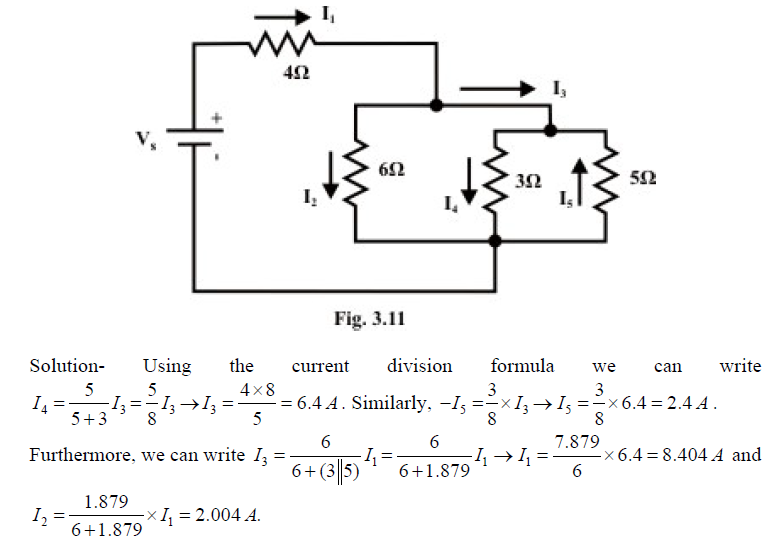 I₁
4Ω
I₃
+
Vₛ
-
6Ω
I₂
3Ω
I₄
5Ω
I₅
Fig. 3.11
Solution- Using the current division formula we can write
I₄ = 5/(5+3) I₃ = 5/8 I₃ → I₃ = (4×8)/5 = 6.4 A. Similarly, −I₅ = 3/8 × I₃ → I₅ = 3/8 × 6.4 = 2.4 A.
Furthermore, we can write I₃ = 6/(6+(3‖5)) I₁ = 6/(6+1.879) I₁ → I₁ = 7.879/6 × 6.4 = 8.404 A and
I₂ = 1.879/(6+1.879) × I₁ = 2.004 A.